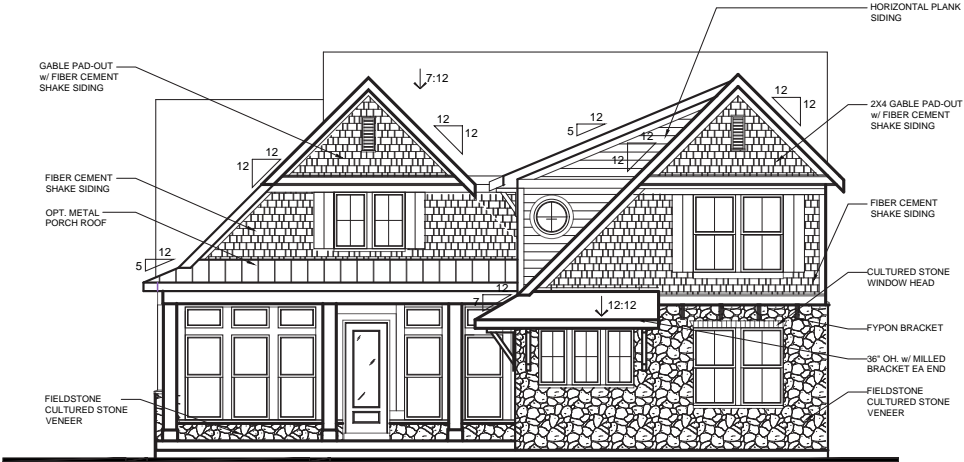 HORIZONTAL PLANK
SIDING
GABLE PAD-OUT
w/ FIBER CEMENT
SHAKE SIDING
7:12
12
12
12
5
12
12
12
12
12
12
12
2X4 GABLE PAD-OUT
w/ FIBER CEMENT
SHAKE SIDING
FIBER CEMENT
SHAKE SIDING
OPT. METAL
PORCH ROOF
FIBER CEMENT
SHAKE SIDING
12
5
CULTURED STONE
WINDOW HEAD
12
7
12:12
FYPON BRACKET
36" OH. w/ MILLED
BRACKET EA END
FIELDSTONE
CULTURED STONE
VENEER
FIELDSTONE
CULTURED STONE
VENEER